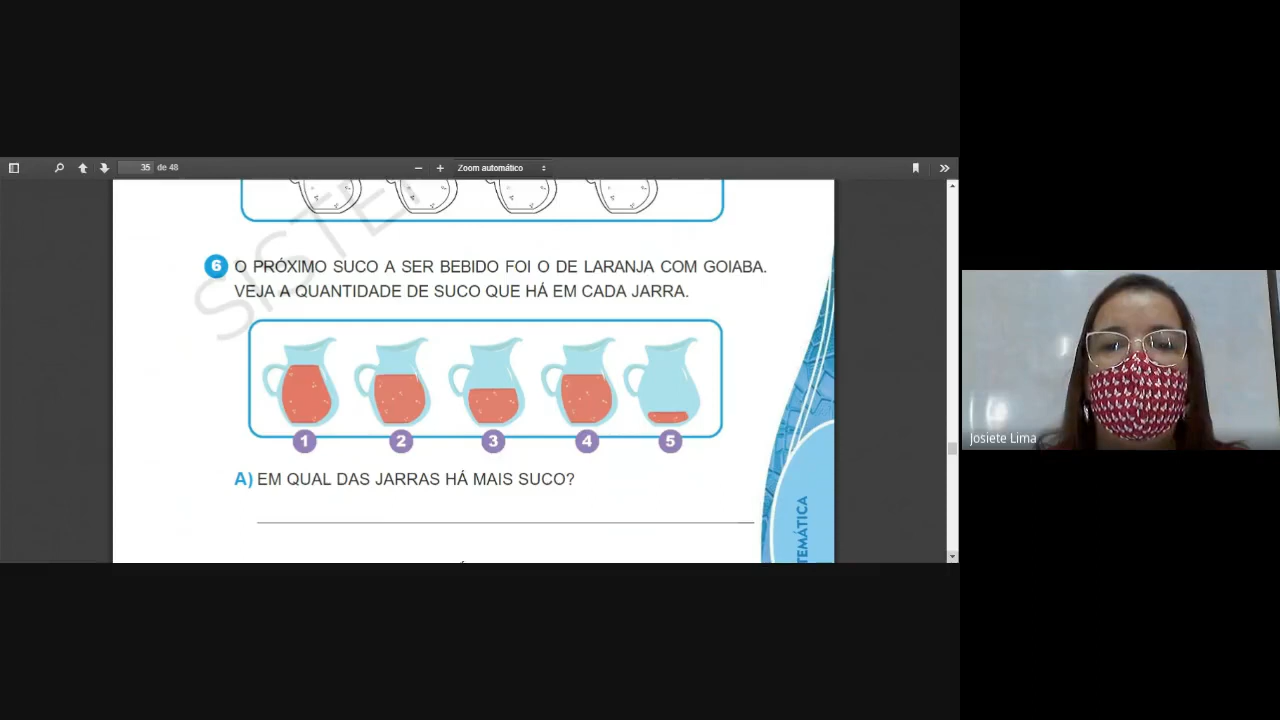 35 de 48
Zoom automático
SISTE
6 O PRÓXIMO SUCO A SER BEBIDO FOI O DE LARANJA COM GOIABA.
VEJA A QUANTIDADE DE SUCO QUE HÁ EM CADA JARRA.
1 2 3 4 5
A) EM QUAL DAS JARRAS HÁ MAIS SUCO?
TEMÁTICA
Josiete Lima